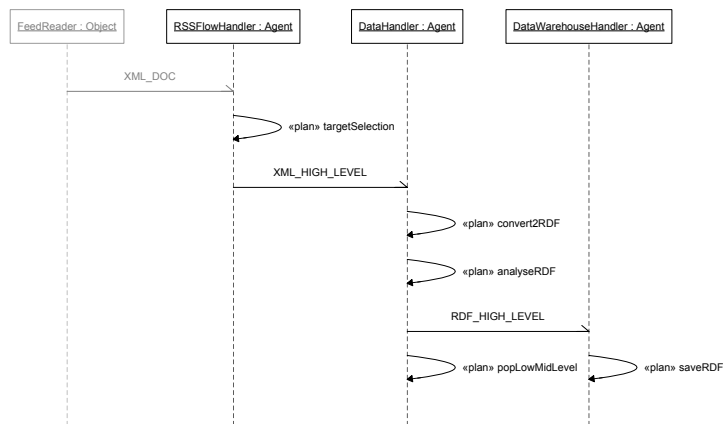 FeedReader : Object
RSSFlowHandler : Agent
DataHandler : Agent
DataWarehouseHandler : Agent
XML_DOC
«plan» targetSelection
XML_HIGH_LEVEL
«plan» convert2RDF
«plan» analyseRDF
RDF_HIGH_LEVEL
«plan» popLowMidLevel
«plan» saveRDF